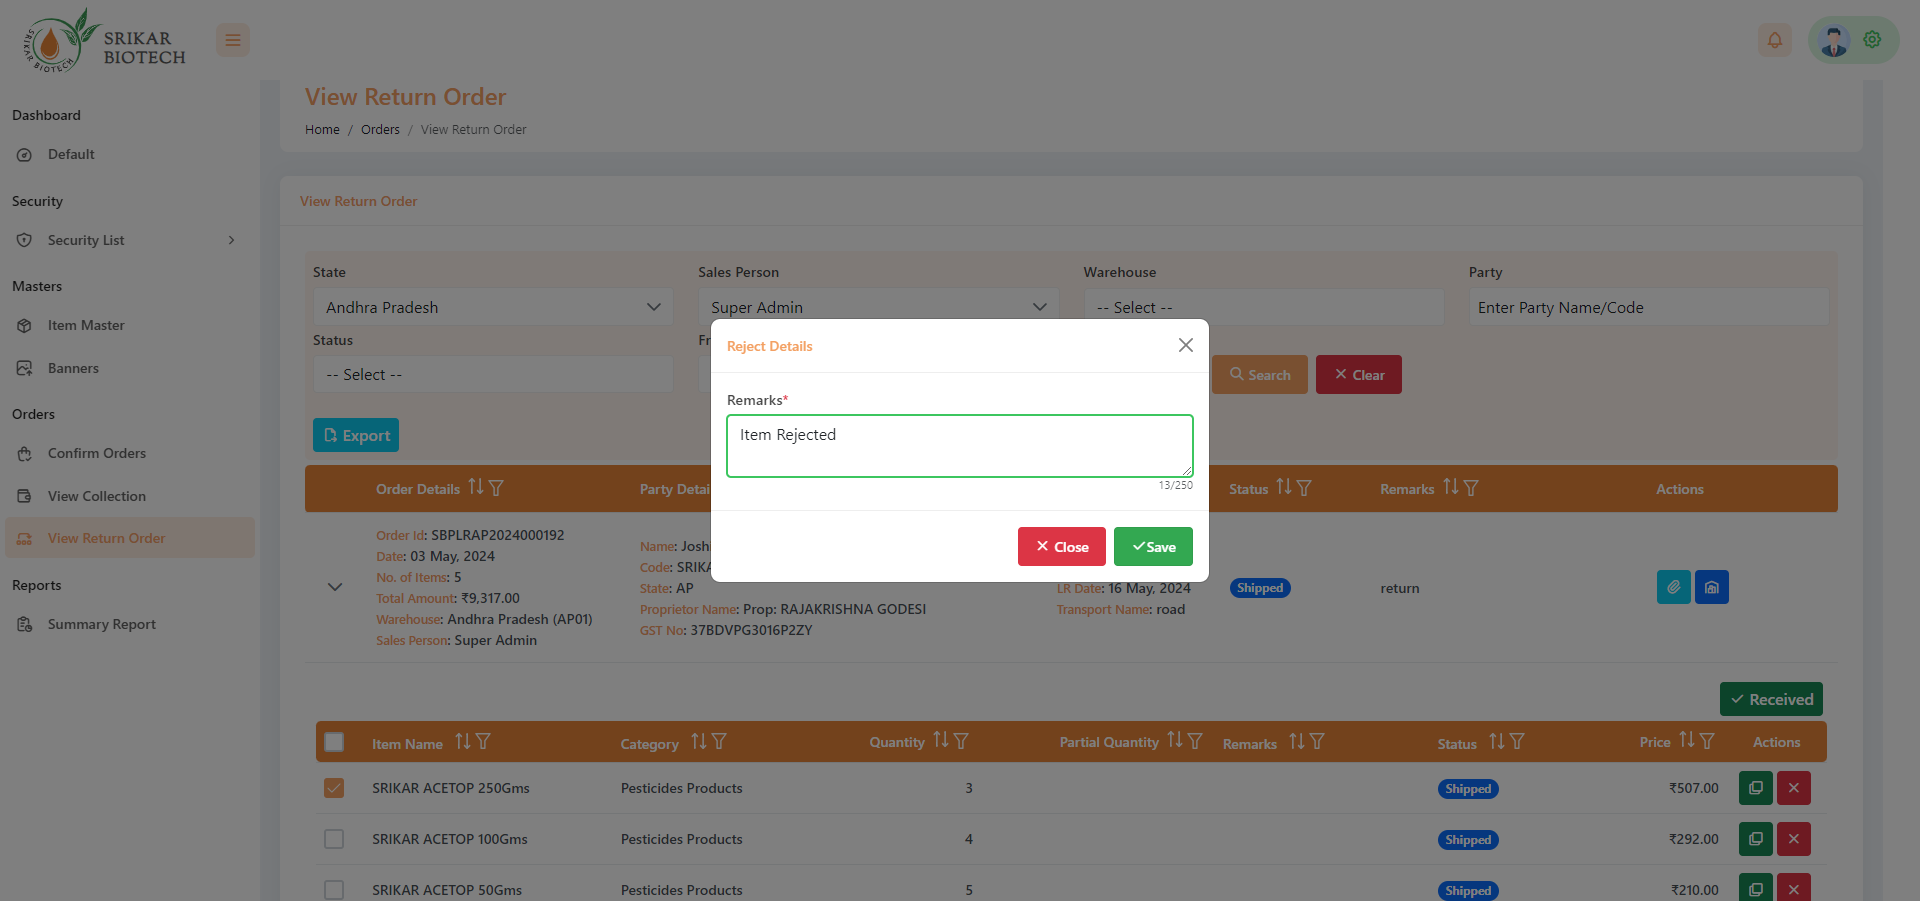 SRIKAR BIOTECH
SRIKAR
BIOTECH
Dashboard
Default
Security
Security List
Masters
Item Master
Banners
Orders
Confirm Orders
View Collection
View Return Order
Reports
Summary Report
View Return Order
Home / Orders / View Return Order
View Return Order
State
Sales Person
Warehouse
Party
Andhra Pradesh
Super Admin
-- Select --
Enter Party Name/Code
Status
Fr
-- Select --
Search
Clear
Export
Reject Details
Remarks*
Item Rejected
13/250
Close
Save
Order Details
Party Detai
Status
Remarks
Actions
Order Id: SBPLRAP2024000192
Date: 03 May, 2024
No. of Items: 5
Total Amount: ₹9,317.00
Warehouse: Andhra Pradesh (AP01)
Sales Person: Super Admin
Name: Josh
Code: SRIKA
State: AP
Proprietor Name: Prop: RAJAKRISHNA GODESI
GST No: 37BDVPG3016P2ZY
LR Date: 16 May, 2024
Transport Name: road
Shipped
return
Received
Item Name Category Quantity Partial Quantity Remarks Status Price Actions
SRIKAR ACETOP 250Gms Pesticides Products 3 Shipped ₹507.00
SRIKAR ACETOP 100Gms Pesticides Products 4 Shipped ₹292.00
SRIKAR ACETOP 50Gms Pesticides Products 5 Shipped ₹210.00